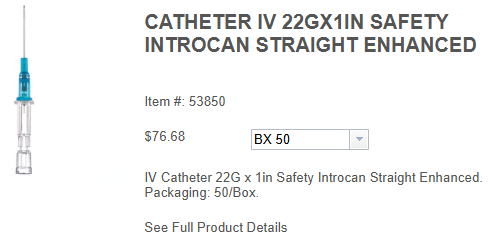 CATHETER IV 22GX1IN SAFETY
INTROCAN STRAIGHT ENHANCED
Item #: 53850
$76.68
BX 50
IV Catheter 22G x 1in Safety Introcan Straight Enhanced.
Packaging: 50/Box.
See Full Product Details